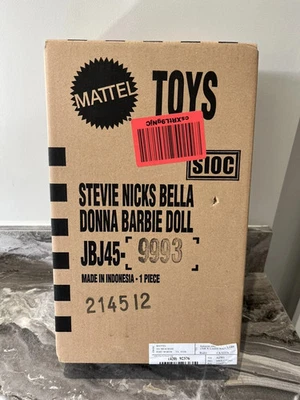 MATTEL
TOYS
SIOC
STEVIE NICKS BELLA
DONNA BARBIE DOLL
JBJ45-9993
MADE IN INDONESIA - 1 PIECE
214512